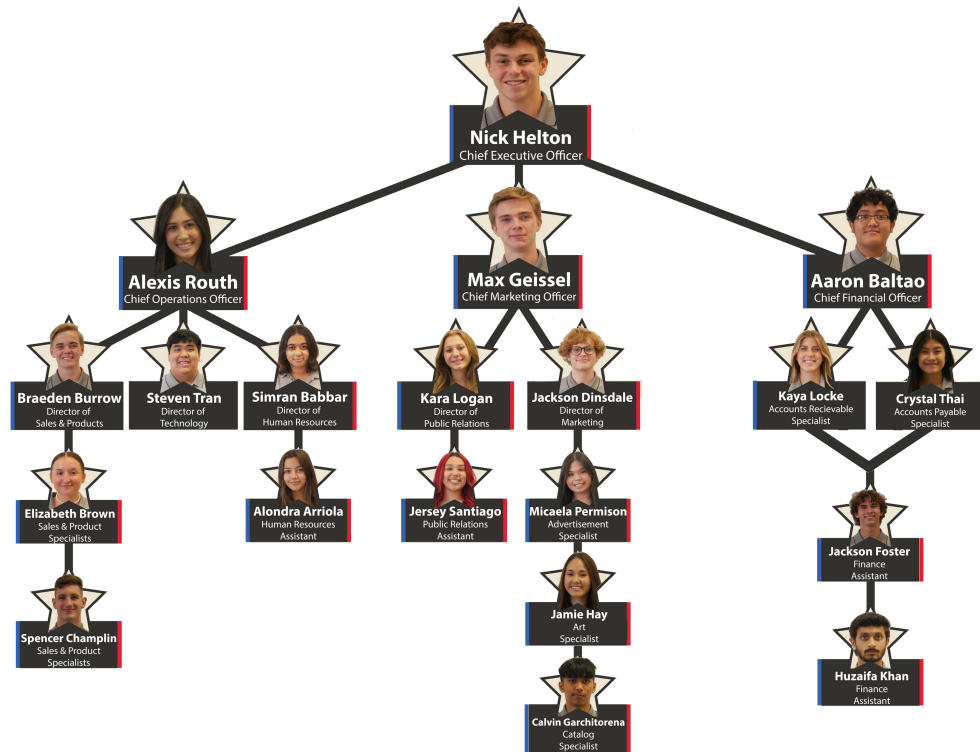 Nick Helton
Chief Executive Officer
Alexis Routh
Chief Operations Officer
Max Geissel
Chief Marketing Officer
Aaron Baltao
Chief Financial Officer
Braeden Burrow
Director of
Sales & Products
Steven Tran
Director of
Technology
Simran Babbar
Director of
Human Resources
Kara Logan
Director of
Public Relations
Jackson Dinsdale
Director of
Marketing
Kaya Locke
Accounts Recievable
Specialist
Crystal Thai
Accounts Payable
Specialist
Elizabeth Brown
Sales & Product
Specialists
Alondra Arriola
Human Resources
Assistant
Jersey Santiago
Public Relations
Assistant
Micaela Permison
Advertisement
Specialist
Jackson Foster
Finance
Assistant
Spencer Champlin
Sales & Product
Specialists
Jamie Hay
Art
Specialist
Huzaifa Khan
Finance
Assistant
Calvin Garchitorena
Catalog
Specialist